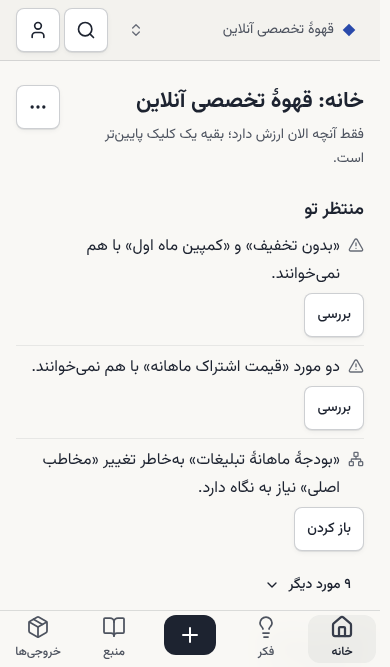 قهوهٔ تخصصی آنلاین
خانه: قهوهٔ تخصصی آنلاین
فقط آنچه الان ارزش دارد؛ بقیه یک کلیک پایین‌تر
است.
منتظر تو
«بدون تخفیف» و «کمپین ماه اول» با هم
نمی‌خوانند.
بررسی
دو مورد «قیمت اشتراک ماهانه» با هم نمی‌خوانند.
بررسی
«بودجهٔ ماهانهٔ تبلیغات» به‌خاطر تغییر «مخاطب
اصلی» نیاز به نگاه دارد.
باز کردن
۹ مورد دیگر
خانه
فکر
منبع
خروجی‌ها